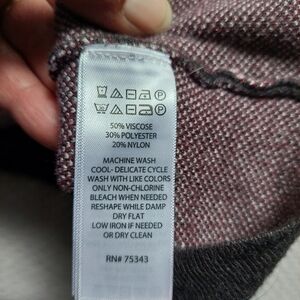 50% VISCOSE
30% POLYESTER
20% NYLON
MACHINE WASH
COOL- DELICATE CYCLE
WASH WITH LIKE COLORS
ONLY NON-CHLORINE
BLEACH WHEN NEEDED
RESHAPE WHILE DAMP
DRY FLAT
LOW IRON IF NEEDED
OR DRY CLEAN
RN# 75343